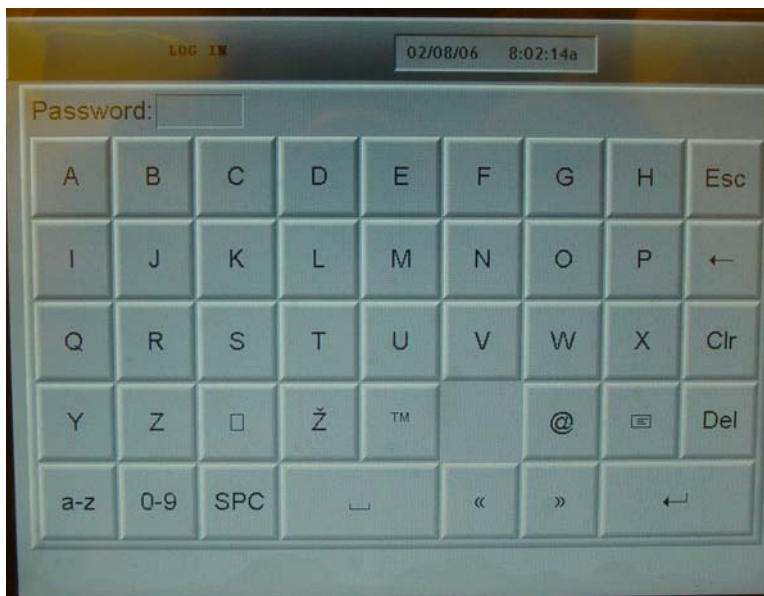 LOG IN 02/08/06 8:02:14a
Password:
A B C D E F G H Esc
I J K L M N O P ←
Q R S T U V W X Clr
Y Z □ Ž ™ @ Del
a-z 0-9 SPC ⎵ « » ↵